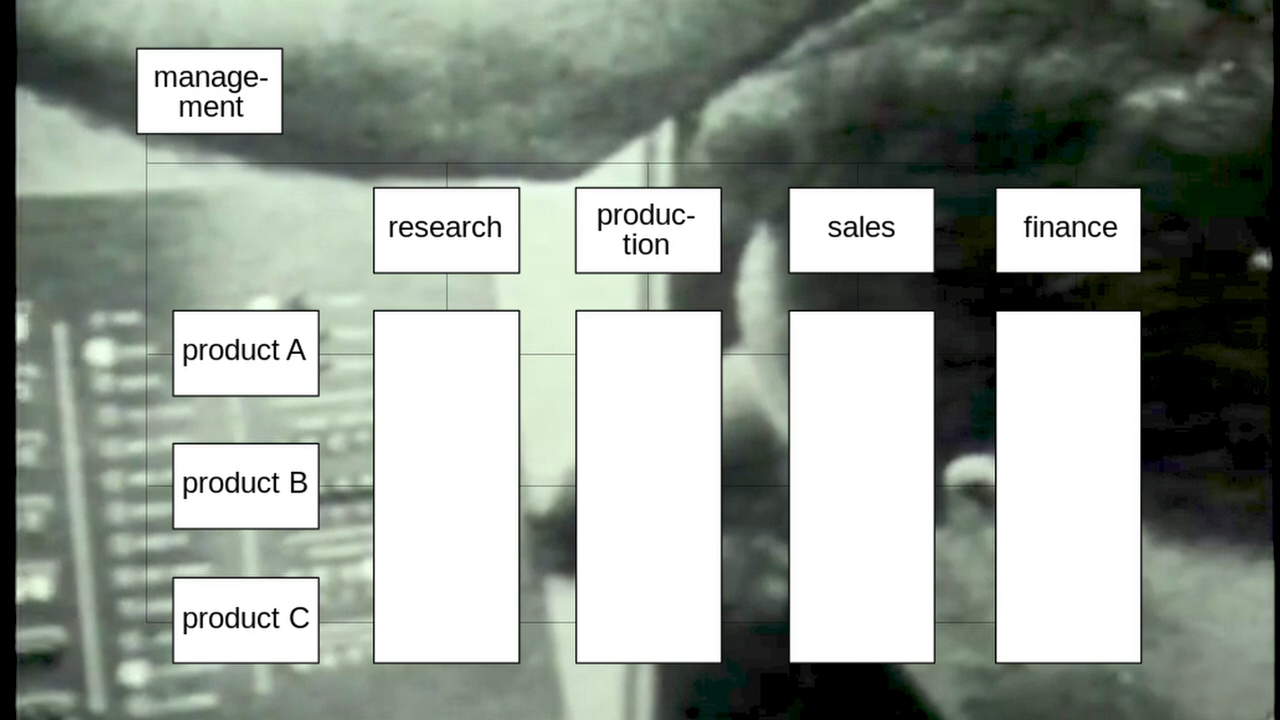 manage-
ment
research
produc-
tion
sales
finance
product A
product B
product C